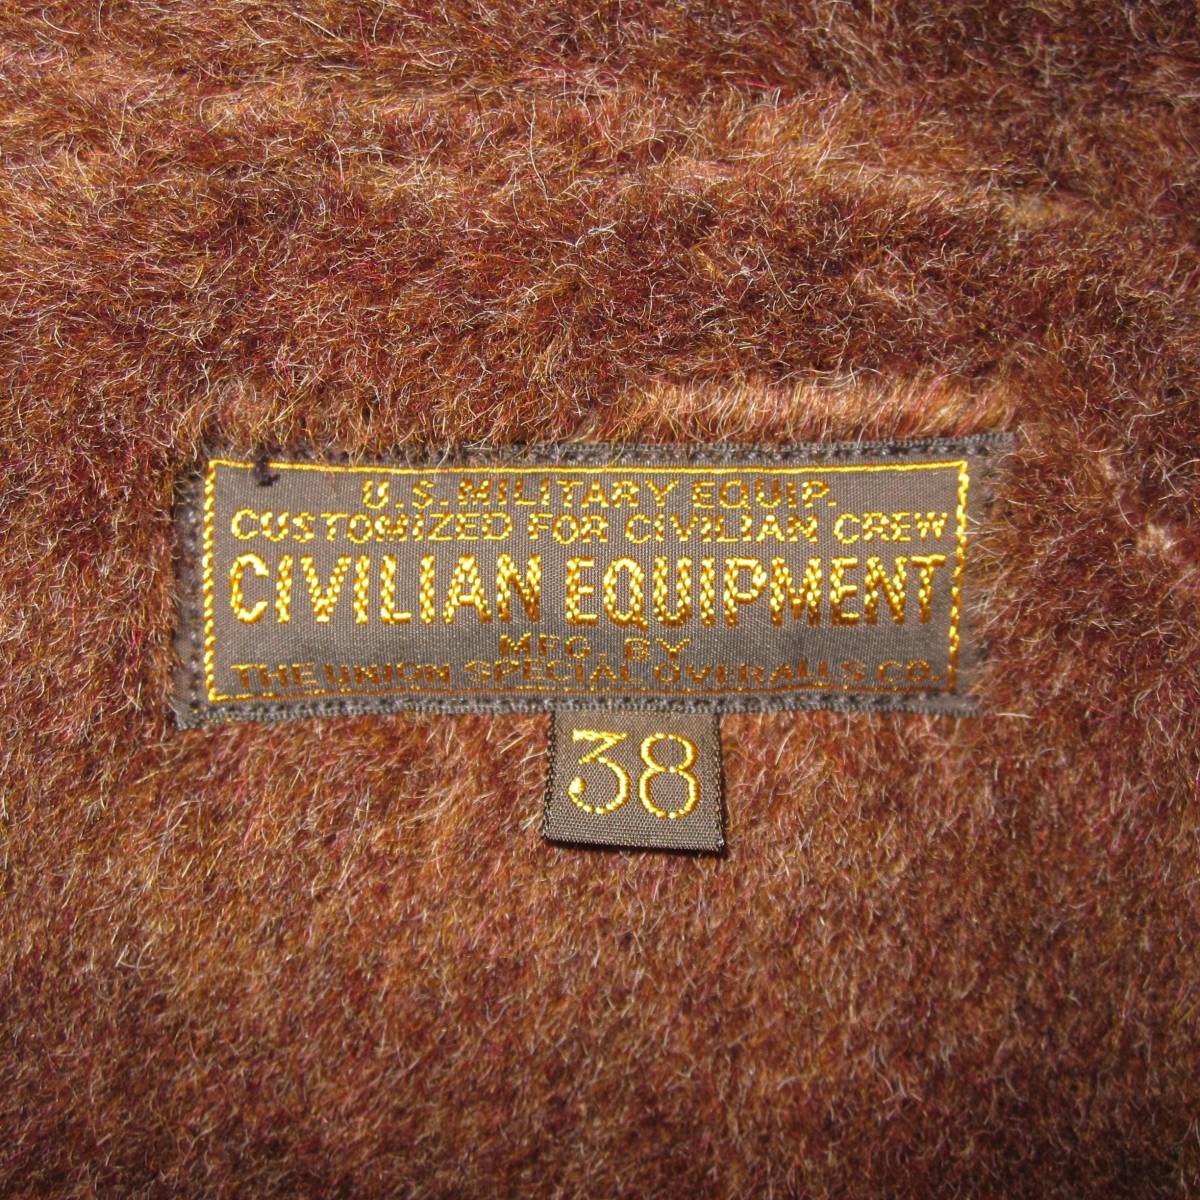 U.S. MILITARY EQUIP.
CUSTOMIZED FOR CIVILIAN CREW
CIVILIAN EQUIPMENT
MFG. BY
THE UNION SPECIAL OVERALLS CO.
38